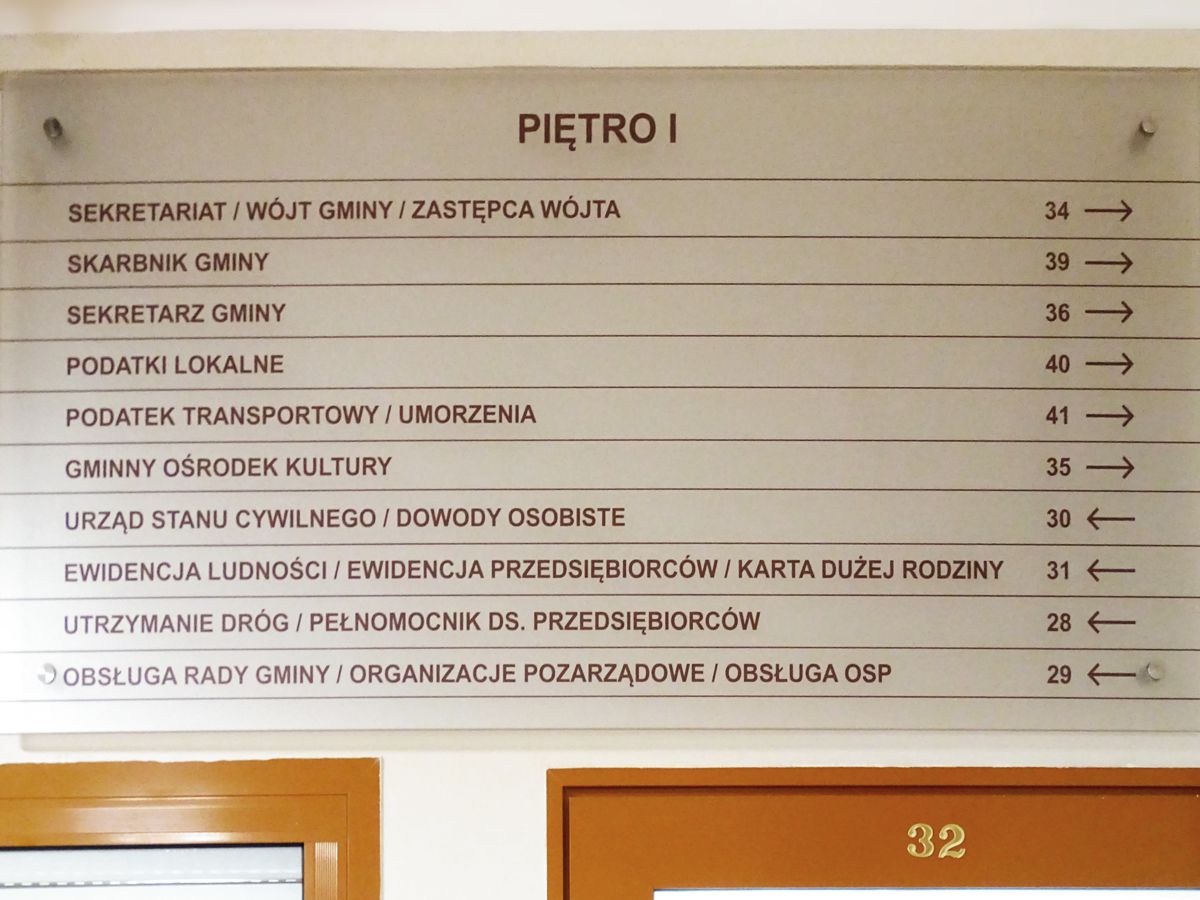 PIĘTRO I
SEKRETARIAT / WÓJT GMINY / ZASTĘPCA WÓJTA 34 →
SKARBNIK GMINY 39 →
SEKRETARZ GMINY 36 →
PODATKI LOKALNE 40 →
PODATEK TRANSPORTOWY / UMORZENIA 41 →
GMINNY OŚRODEK KULTURY 35 →
URZĄD STANU CYWILNEGO / DOWODY OSOBISTE 30 ←
EWIDENCJA LUDNOŚCI / EWIDENCJA PRZEDSIĘBIORCÓW / KARTA DUŻEJ RODZINY 31 ←
UTRZYMANIE DRÓG / PEŁNOMOCNIK DS. PRZEDSIĘBIORCÓW 28 ←
OBSŁUGA RADY GMINY / ORGANIZACJE POZARZĄDOWE / OBSŁUGA OSP 29 ←
32